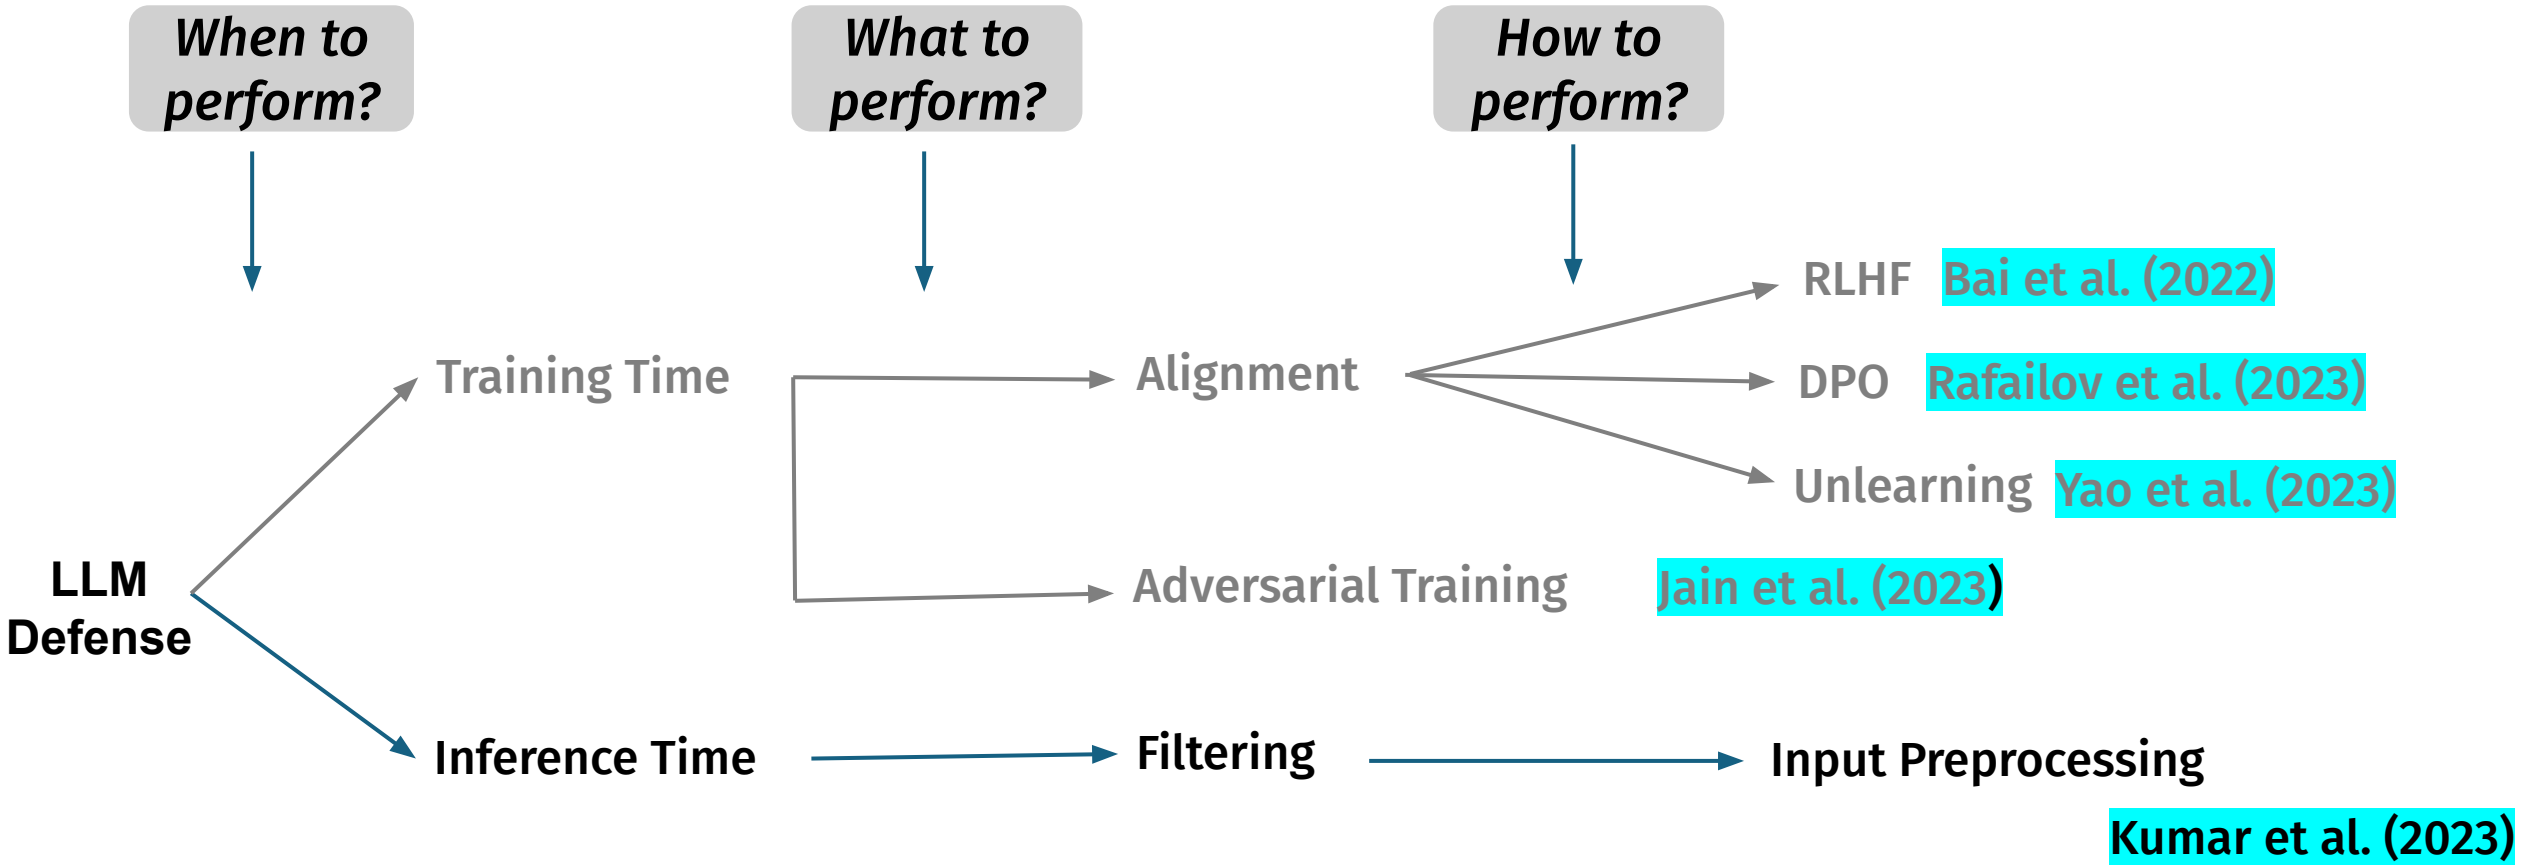 When to
perform?
What to
perform?
How to
perform?
RLHF Bai et al. (2022)
Training Time
Alignment
DPO Rafailov et al. (2023)
Unlearning Yao et al. (2023)
LLM
Defense
Adversarial Training Jain et al. (2023)
Inference Time
Filtering
Input Preprocessing
Kumar et al. (2023)